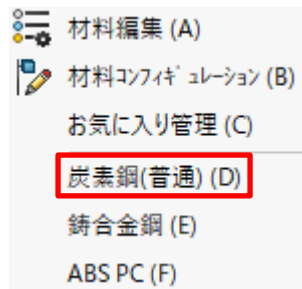 材料編集 (A)
材料ｺﾝﾌｨｷﾞｭﾚｰｼｮﾝ (B)
お気に入り管理 (C)
炭素鋼(普通) (D)
鋳合金鋼 (E)
ABS PC (F)